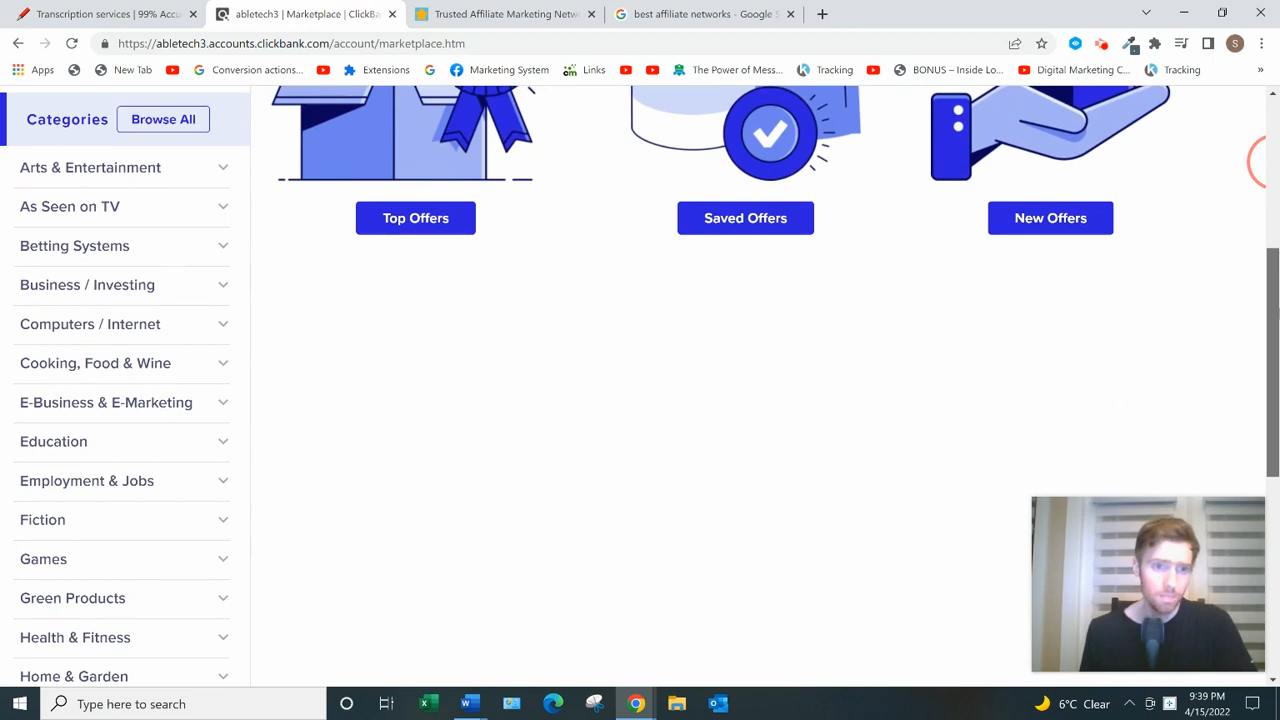 Transcription services | 99% Accu
abletech3 | Marketplace | ClickBa
Trusted Affiliate Marketing Netw
best affiliate networks - Google S
https://abletech3.accounts.clickbank.com/account/marketplace.htm
S
Apps
New Tab
Conversion actions...
Extensions
Marketing System
Links
The Power of Mess...
Tracking
BONUS – Inside Lo...
Digital Marketing C...
Tracking
»
Categories
Browse All
Arts & Entertainment
As Seen on TV
Betting Systems
Business / Investing
Computers / Internet
Cooking, Food & Wine
E-Business & E-Marketing
Education
Employment & Jobs
Fiction
Games
Green Products
Health & Fitness
Home & Garden
Top Offers
Saved Offers
New Offers
Type here to search
6°C Clear
9:39 PM
4/15/2022